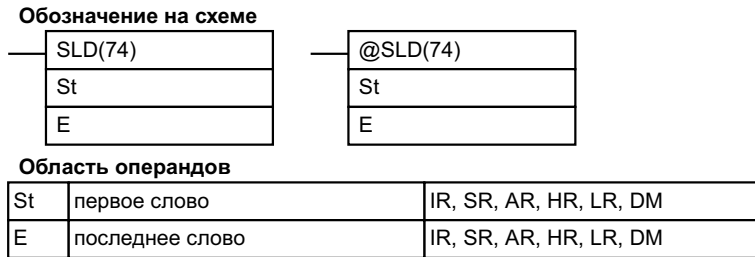 Обозначение на схеме
SLD(74) @SLD(74)
St St
E E
Область операндов
St первое слово IR, SR, AR, HR, LR, DM
E последнее слово IR, SR, AR, HR, LR, DM